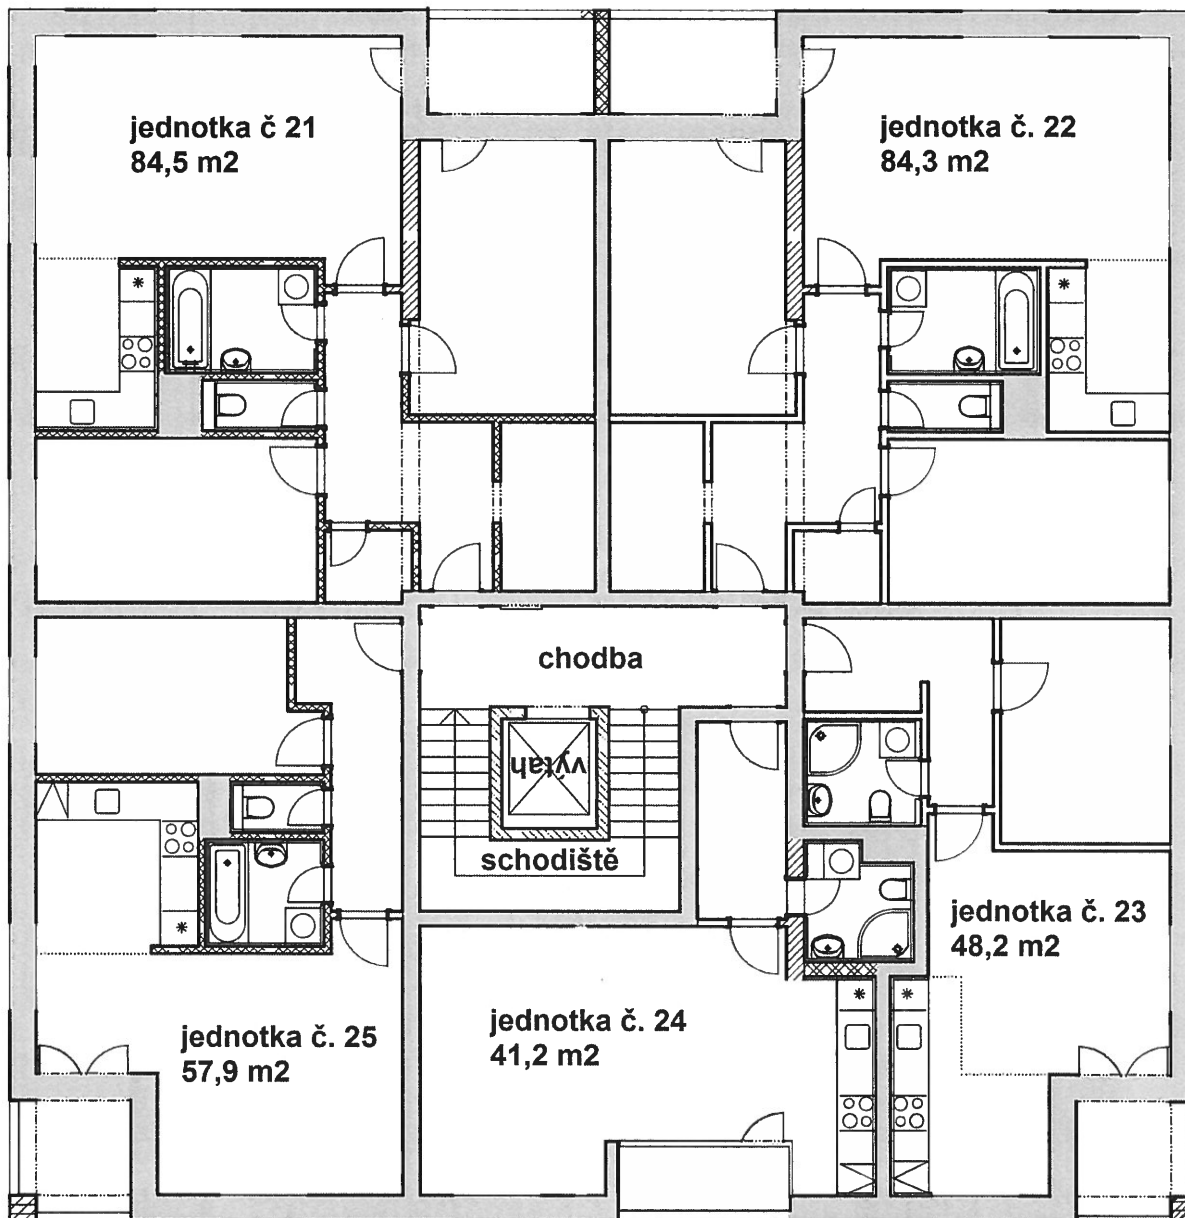 jednotka č 21
84,5 m2
jednotka č. 22
84,3 m2
chodba
výtah
schodiště
jednotka č. 23
48,2 m2
jednotka č. 24
41,2 m2
jednotka č. 25
57,9 m2